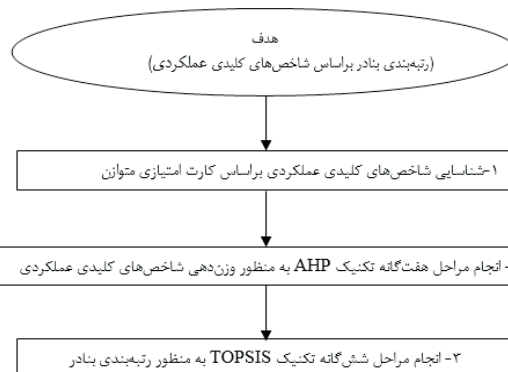 هدف
(رتبه‌بندی بنادر براساس شاخص‌های کلیدی عملکردی)
۱-شناسایی شاخص‌های کلیدی عملکردی براساس کارت امتیازی متوازن
- انجام مراحل هفت‌گانه تکنیک AHP به منظور وزن‌دهی شاخص‌های کلیدی عملکردی
۳- انجام مراحل شش‌گانه تکنیک TOPSIS به منظور رتبه‌بندی بنادر